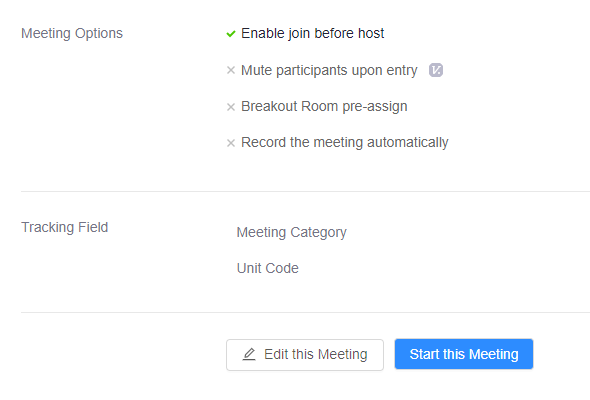 Meeting Options
Enable join before host
Mute participants upon entry
Breakout Room pre-assign
Record the meeting automatically
Tracking Field
Meeting Category
Unit Code
Edit this Meeting
Start this Meeting